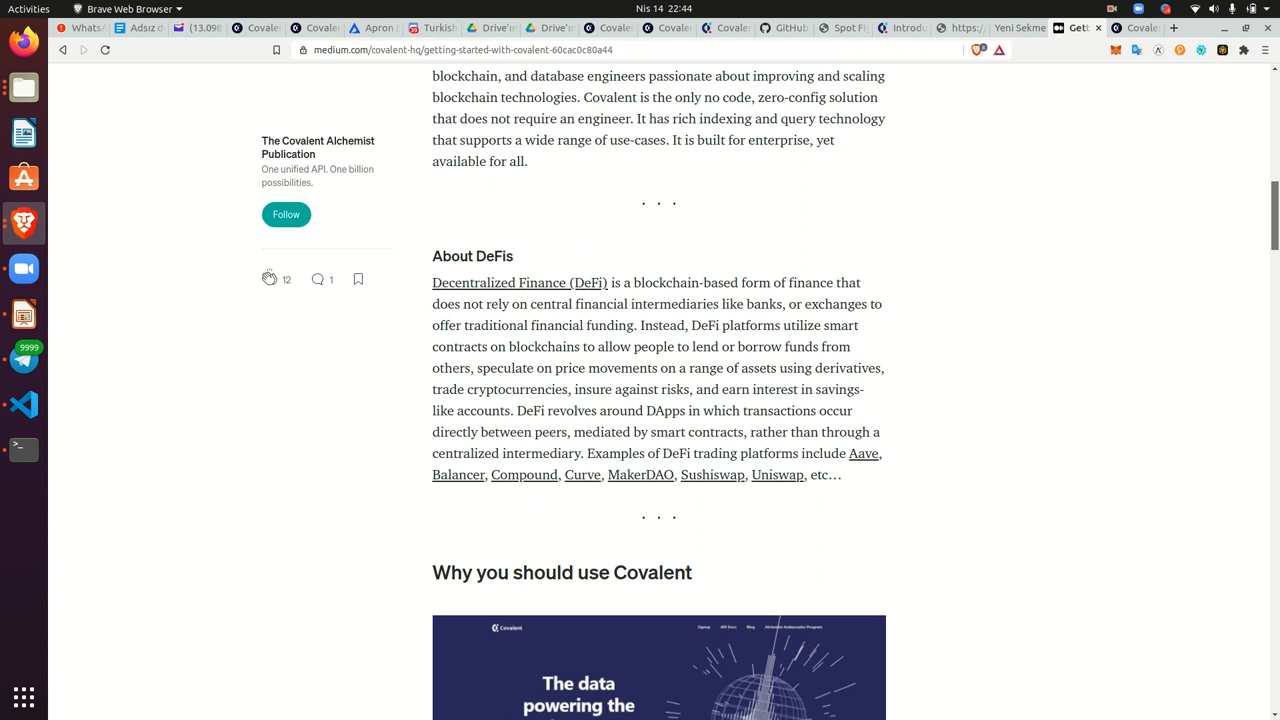 Activities
Brave Web Browser
Nis 14 22:44
Whats
Adsız d
(13.098
Covalen
Covalen
Apron
Turkish
Drive'ın
Drive'ın
Covalen
Covalen
Covalen
GitHub
Spot Fi
Introdu
https:/
Yeni Sekme
Gett
Covalen
medium.com/covalent-hq/getting-started-with-covalent-60cac0c80a44
blockchain, and database engineers passionate about improving and scaling
blockchain technologies. Covalent is the only no code, zero-config solution
that does not require an engineer. It has rich indexing and query technology
that supports a wide range of use-cases. It is built for enterprise, yet
available for all.
The Covalent Alchemist
Publication
One unified API. One billion
possibilities.
Follow
12
1
. . .
About DeFis
Decentralized Finance (DeFi) is a blockchain-based form of finance that
does not rely on central financial intermediaries like banks, or exchanges to
offer traditional financial funding. Instead, DeFi platforms utilize smart
contracts on blockchains to allow people to lend or borrow funds from
others, speculate on price movements on a range of assets using derivatives,
trade cryptocurrencies, insure against risks, and earn interest in savings-
like accounts. DeFi revolves around DApps in which transactions occur
directly between peers, mediated by smart contracts, rather than through a
centralized intermediary. Examples of DeFi trading platforms include Aave,
Balancer, Compound, Curve, MakerDAO, Sushiswap, Uniswap, etc…
. . .
Why you should use Covalent
Covalent
Signup
API Docs
Blog
Alchemist Ambassador Program
The data
powering the
9999